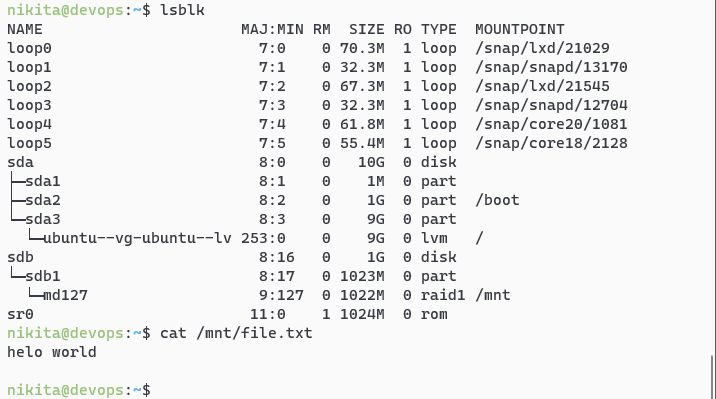 nikita@devops:~$ lsblk
NAME                      MAJ:MIN RM  SIZE RO TYPE  MOUNTPOINT
loop0                       7:0    0 70.3M  1 loop  /snap/lxd/21029
loop1                       7:1    0 32.3M  1 loop  /snap/snapd/13170
loop2                       7:2    0 67.3M  1 loop  /snap/lxd/21545
loop3                       7:3    0 32.3M  1 loop  /snap/snapd/12704
loop4                       7:4    0 61.8M  1 loop  /snap/core20/1081
loop5                       7:5    0 55.4M  1 loop  /snap/core18/2128
sda                         8:0    0   10G  0 disk
├─sda1                      8:1    0    1M  0 part
├─sda2                      8:2    0    1G  0 part  /boot
└─sda3                      8:3    0    9G  0 part
  └─ubuntu--vg-ubuntu--lv 253:0    0    9G  0 lvm   /
sdb                         8:16   0    1G  0 disk
└─sdb1                      8:17   0 1023M  0 part
  └─md127                   9:127  0 1022M  0 raid1 /mnt
sr0                        11:0    1 1024M  0 rom
nikita@devops:~$ cat /mnt/file.txt
helo world
nikita@devops:~$